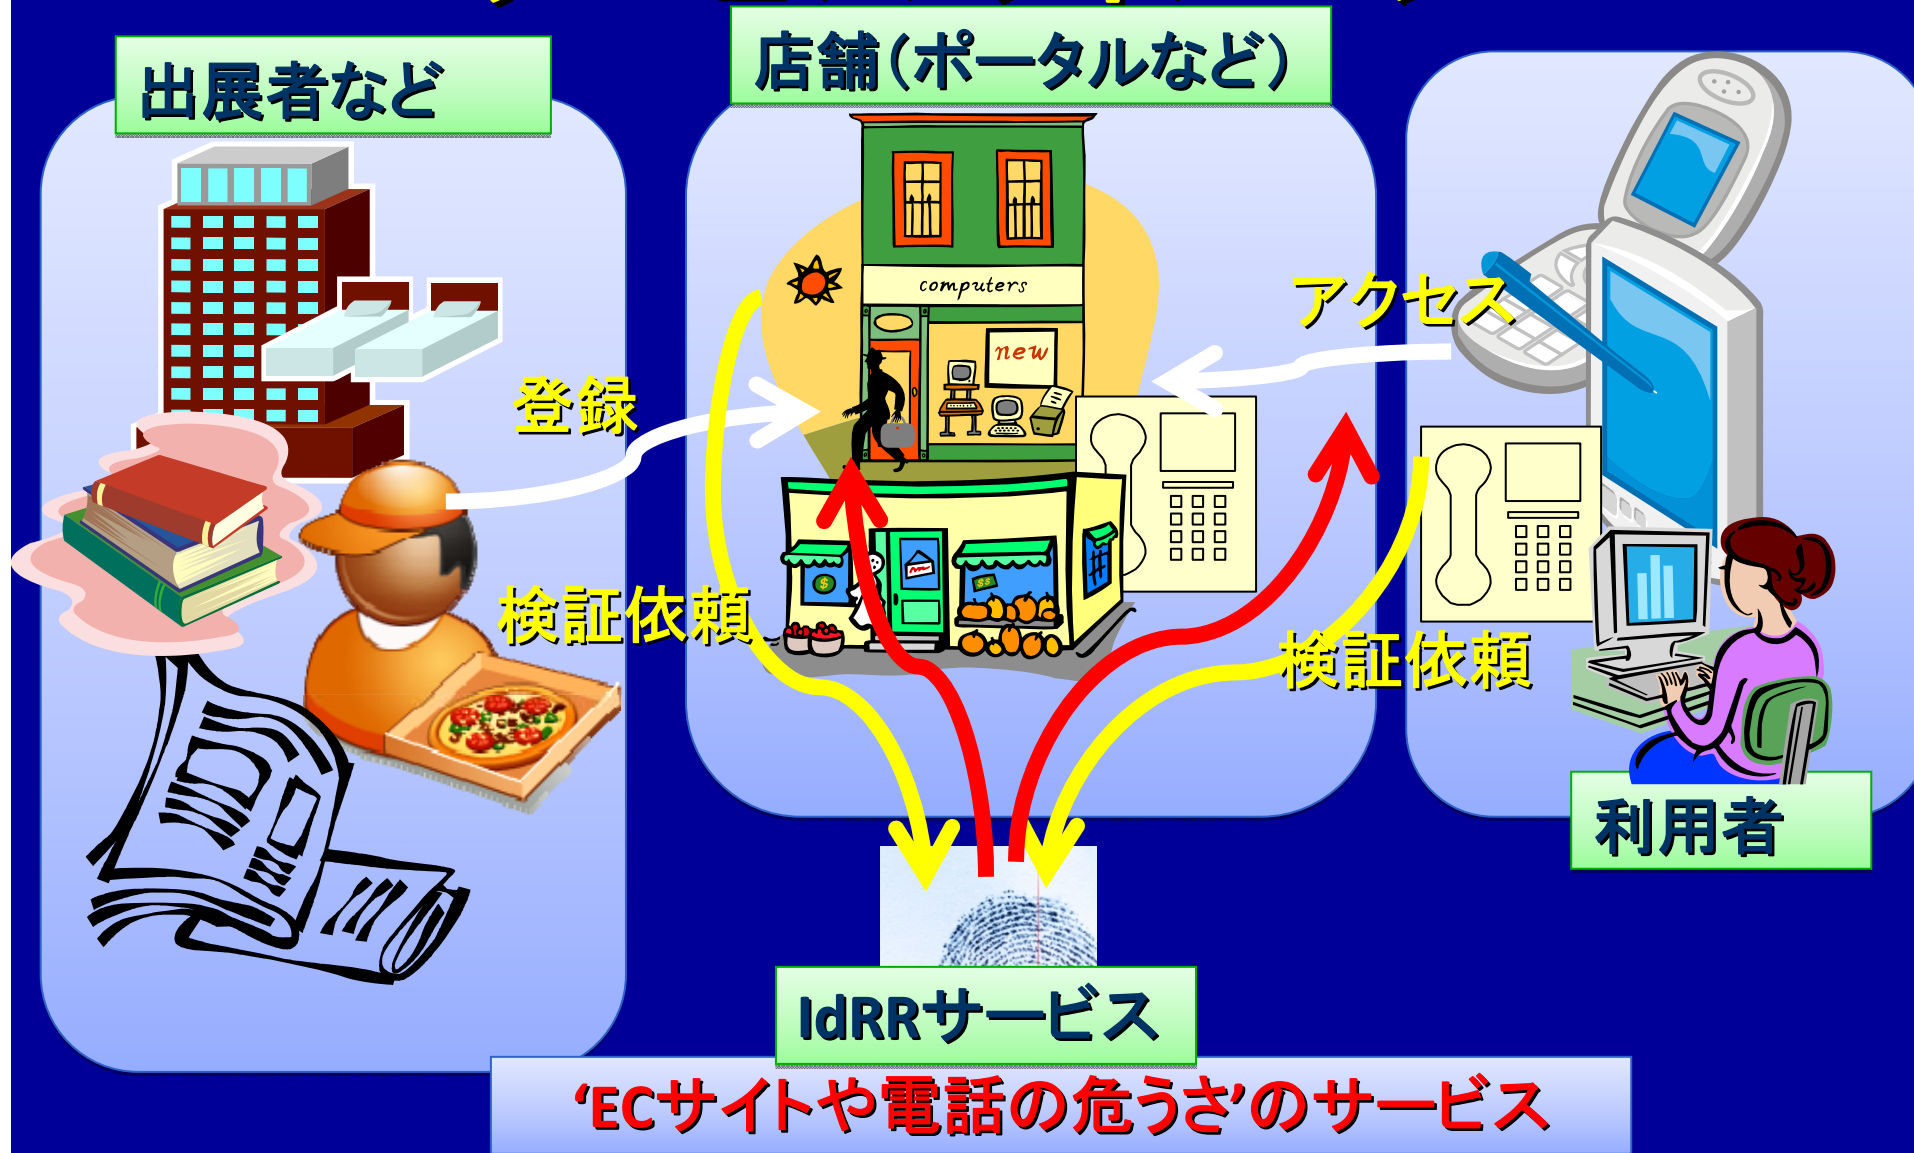 出展者など
店舗(ポータルなど)
computers
new
アクセス
登録
検証依頼
検証依頼
利用者
IdRRサービス
‘ECサイトや電話の危うさ’のサービス